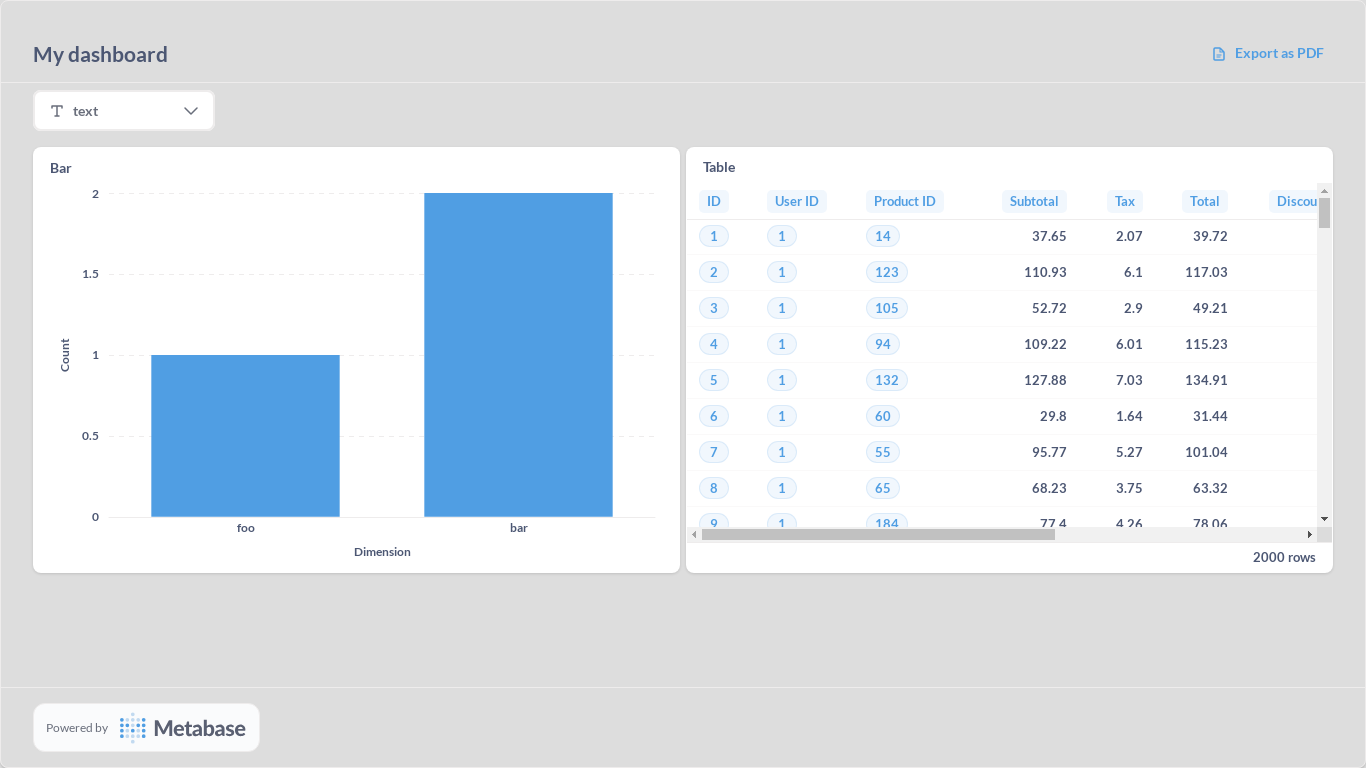 My dashboard
Export as PDF
text
Bar
2
1.5
1
0.5
0
Count
foo bar
Dimension
Table
ID User ID Product ID Subtotal Tax Total Discou
1 1 14 37.65 2.07 39.72
2 1 123 110.93 6.1 117.03
3 1 105 52.72 2.9 49.21
4 1 94 109.22 6.01 115.23
5 1 132 127.88 7.03 134.91
6 1 60 29.8 1.64 31.44
7 1 55 95.77 5.27 101.04
8 1 65 68.23 3.75 63.32
9 1 184 77.4 4.26 78.06
2000 rows
Powered by Metabase